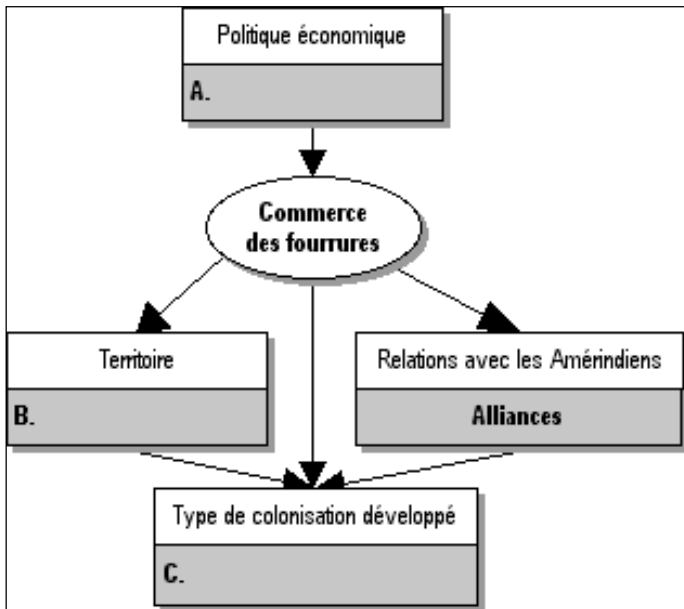 Politique économique
A.
Commerce
des fourrures
Territoire
B.
Relations avec les Amérindiens
Alliances
Type de colonisation développé
C.